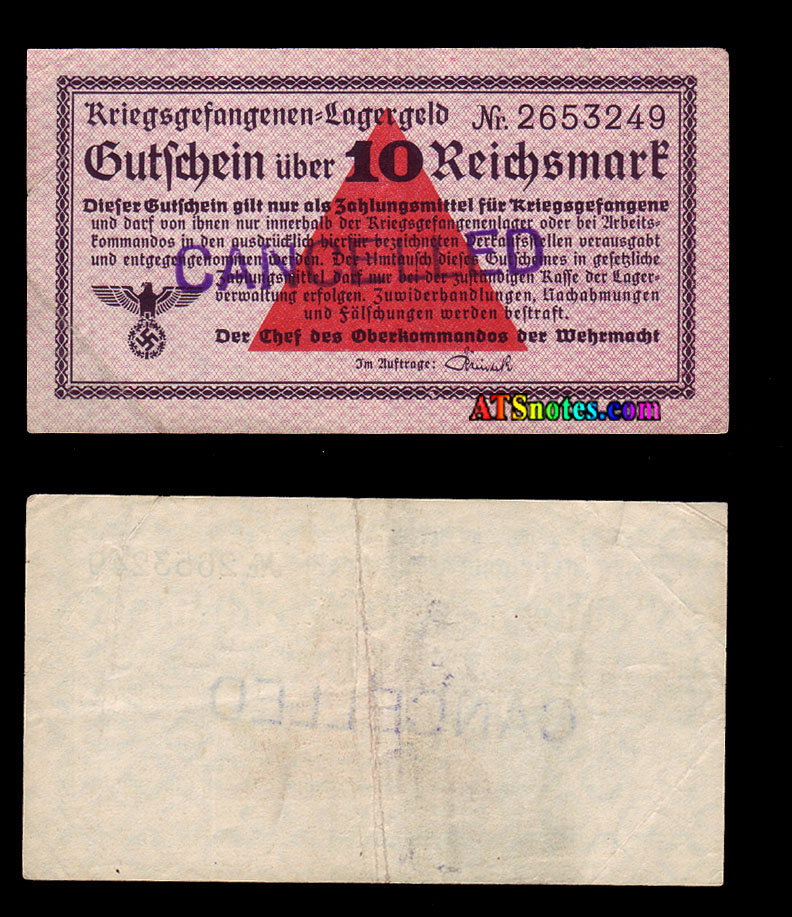 Kriegsgefangenen-Lagergeld Nr. 2653249
Gutschein über 10 Reichsmark
Dieser Gutschein gilt nur als Zahlungsmittel für Kriegsgefangene
und darf von ihnen nur innerhalb der Kriegsgefangenenlager oder bei Arbeits-
kommandos in den ausdrücklich hierfür bezeichneten Verkaufsstellen verausgabt
und entgegengenommen werden. Der Umtausch dieses Gutscheines in gesetzliche
Zahlungsmittel darf nur bei der zuständigen Kasse der Lager-
verwaltung erfolgen. Zuwiderhandlungen, Nachahmungen
und Fälschungen werden bestraft.
Der Chef des Oberkommandos der Wehrmacht
Im Auftrage:
CANCELLED
ATSnotes.com
Nr. 2653249
CANCELLED